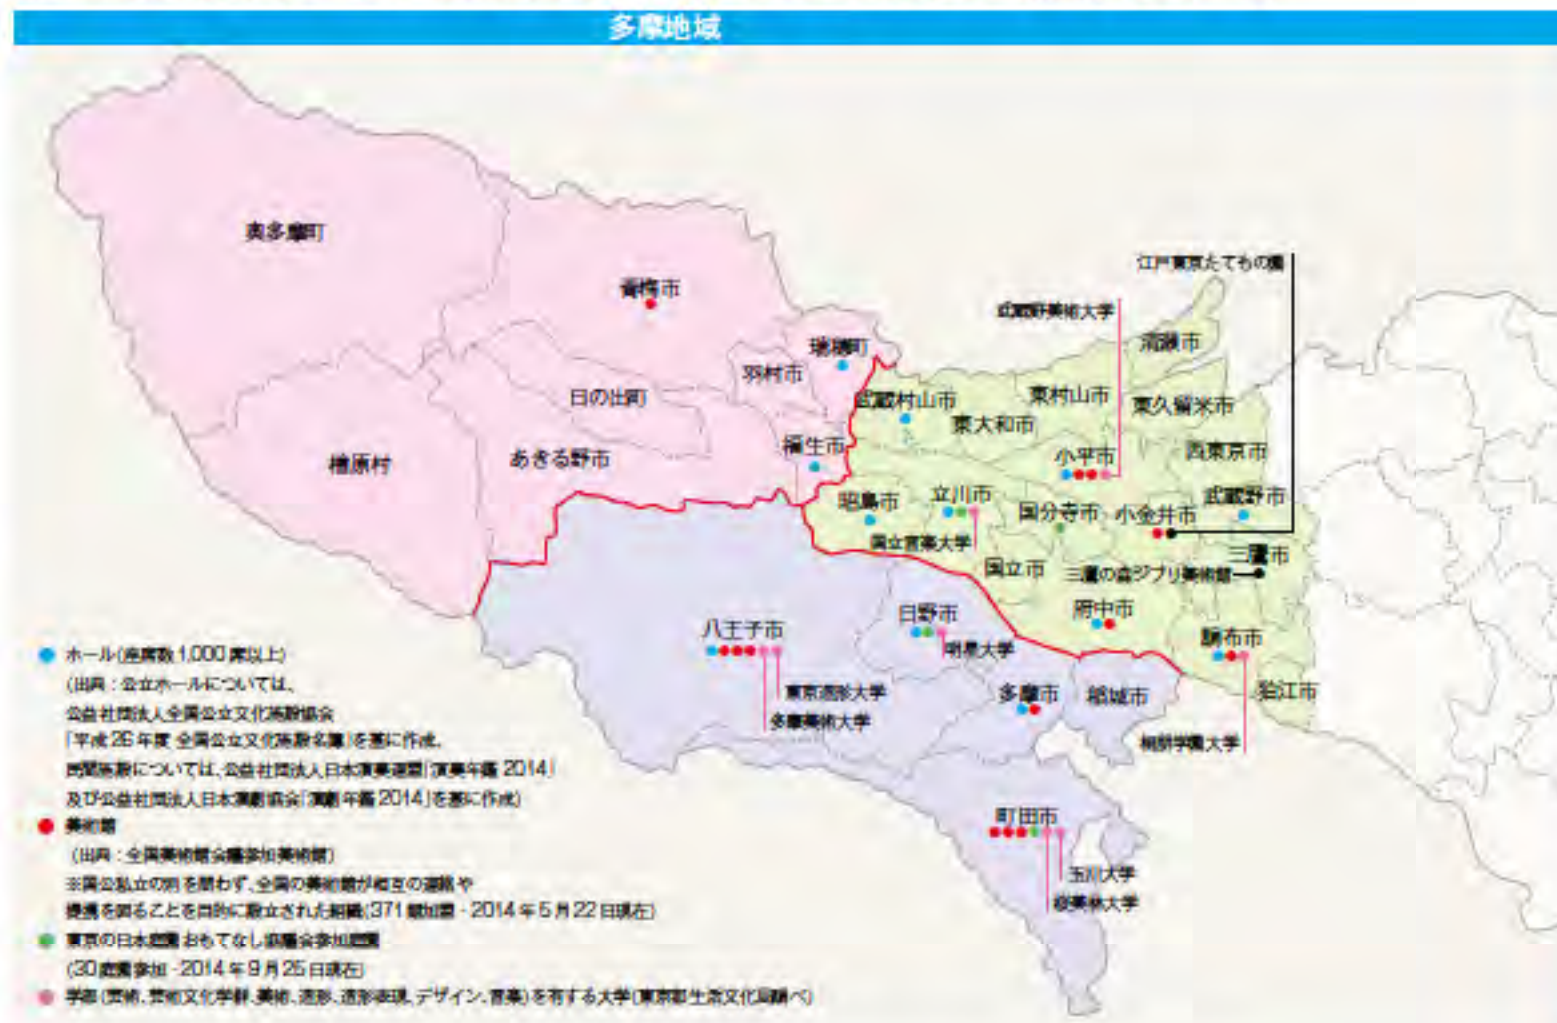 多摩地域
奥多摩町
江戸東京たてもの園
青梅市
武蔵野美術大学
清瀬市
瑞穂町
羽村市
日の出町
武蔵村山市
東村山市
東久留米市
東大和市
檜原村
あきる野市
福生市
小平市
西東京市
昭島市
立川市
国分寺市
小金井市
武蔵野市
国立音楽大学
国立市
三鷹の森ジブリ美術館
三鷹市
日野市
府中市
八王子市
明星大学
調布市
東京造形大学
多摩市
稲城市
狛江市
多摩美術大学
桐朋学園大学
町田市
玉川大学
桜美林大学
ホール(座席数1,000席以上)
(出典:公立ホールについては、
公益社団法人全国公立文化施設協会
「平成26年度 全国公立文化施設名簿」を基に作成。
民間施設については、公益社団法人日本演奏連盟「演奏年鑑2014」
及び公益社団法人日本演劇協会「演劇年鑑2014」を基に作成)
美術館
(出典:全国美術館会議参加美術館)
※国公私立の別を問わず、全国の美術館が相互の連絡や
提携を図ることを目的に設立された組織(371館加盟・2014年5月22日現在)
東京の日本庭園おもてなし協議会参加庭園
(30庭園参加・2014年9月25日現在)
学部(芸術、芸術文化学群、美術、造形、造形表現、デザイン、音楽)を有する大学(東京都生活文化局調べ)